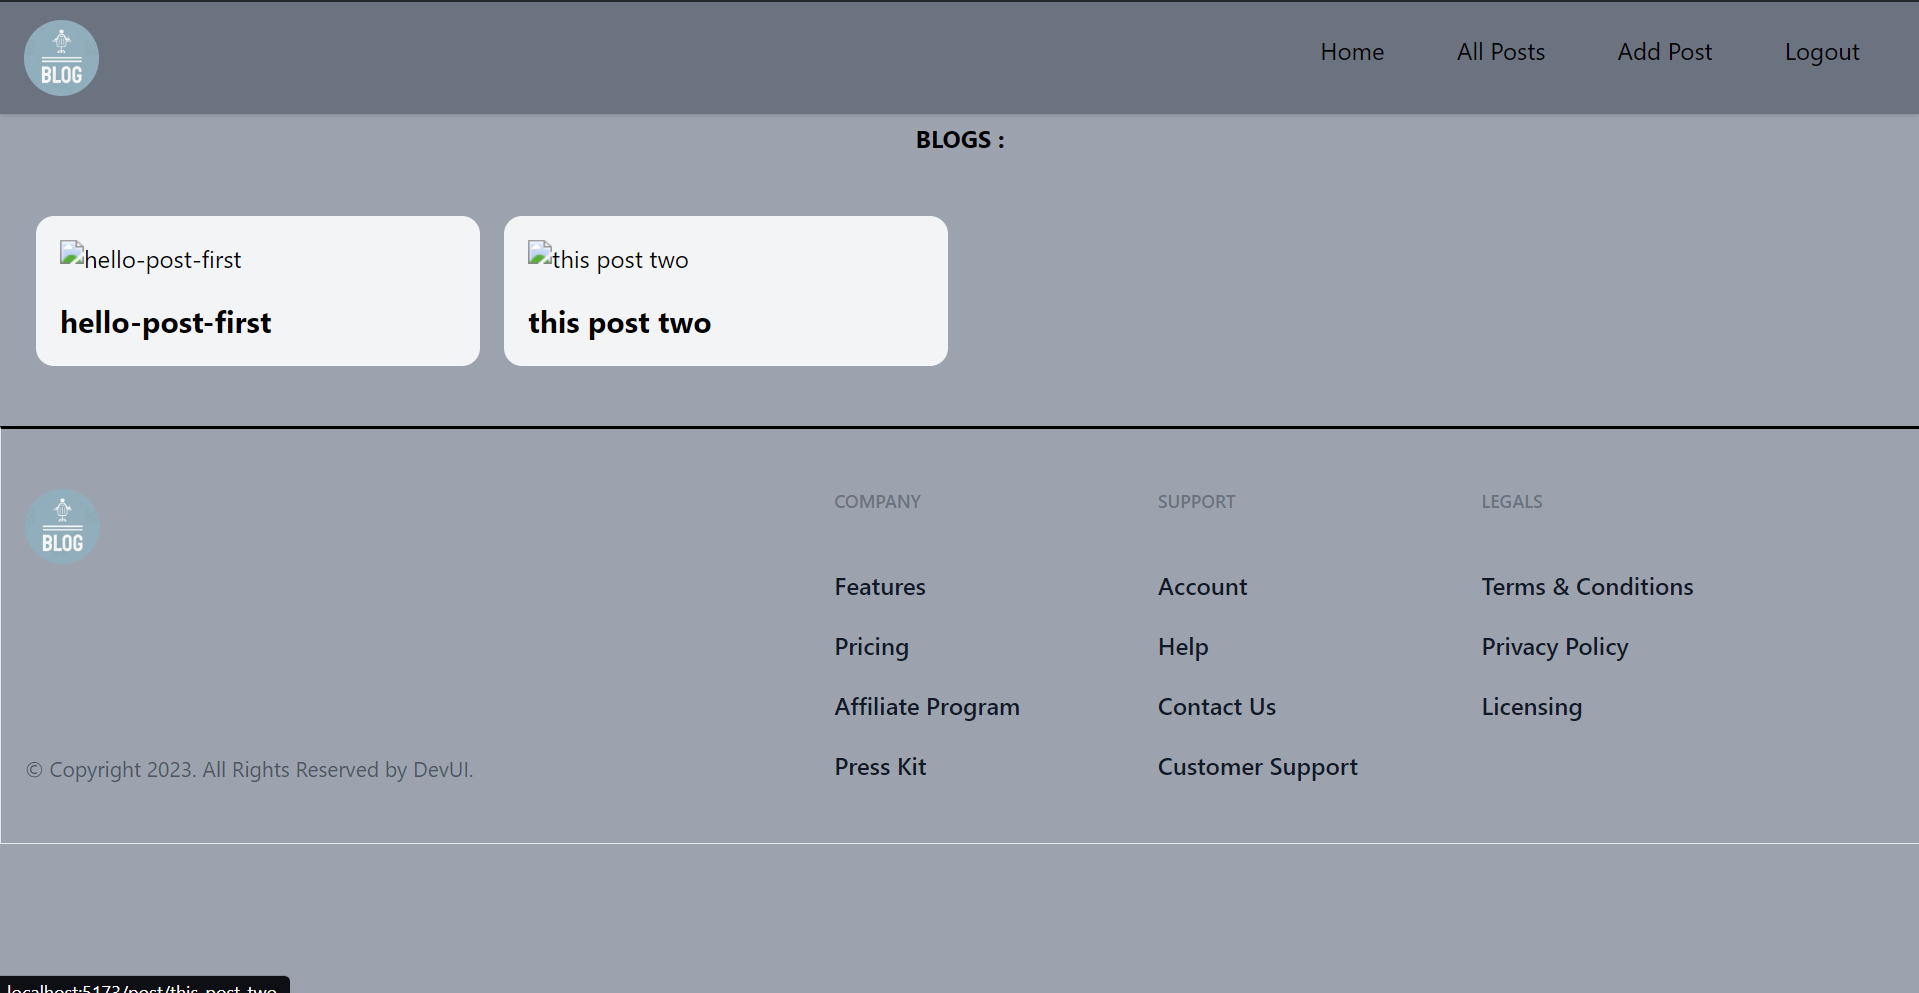 BLOG
Home All Posts Add Post Logout
BLOGS :
hello-post-first
hello-post-first
this post two
this post two
BLOG
© Copyright 2023. All Rights Reserved by DevUI.
COMPANY
Features
Pricing
Affiliate Program
Press Kit
SUPPORT
Account
Help
Contact Us
Customer Support
LEGALS
Terms & Conditions
Privacy Policy
Licensing
localhost:5173/post/this-post-two